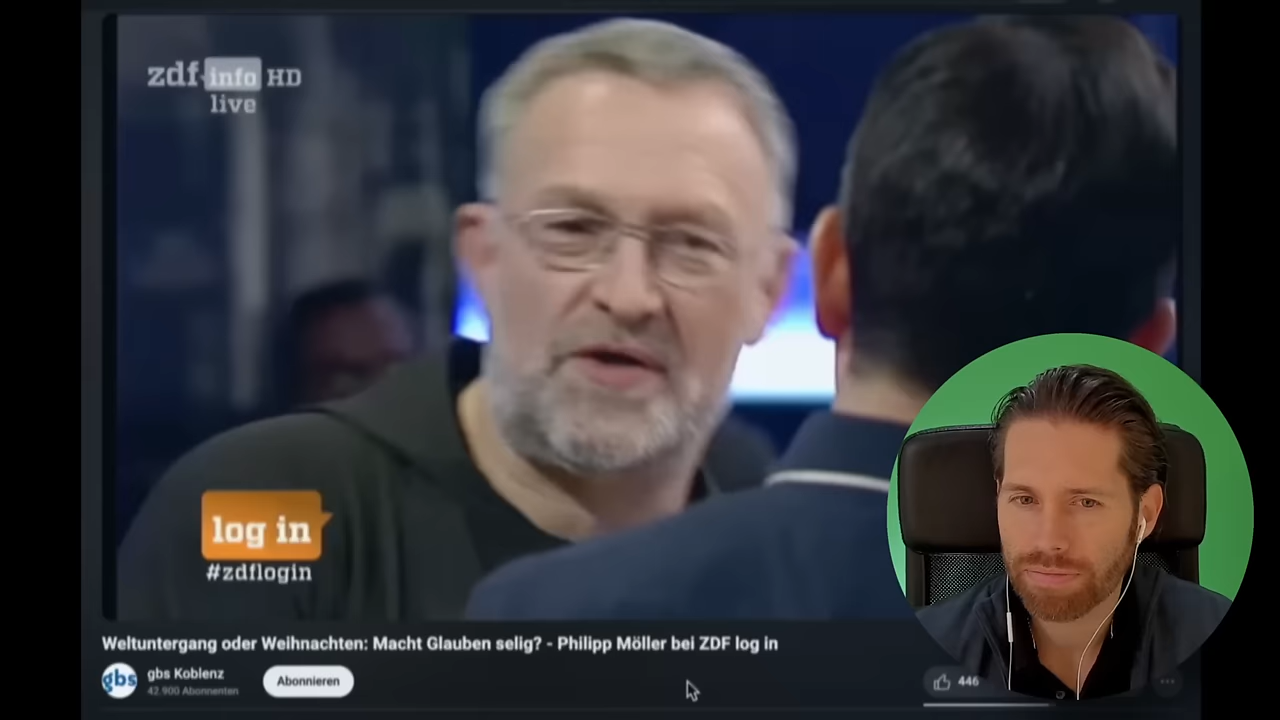 zdf info HD
live
log in
#zdflogin
Weltuntergang oder Weihnachten: Macht Glauben selig? - Philipp Möller bei ZDF log in
gbs
gbs Koblenz
42.900 Abonnenten
Abonnieren
446